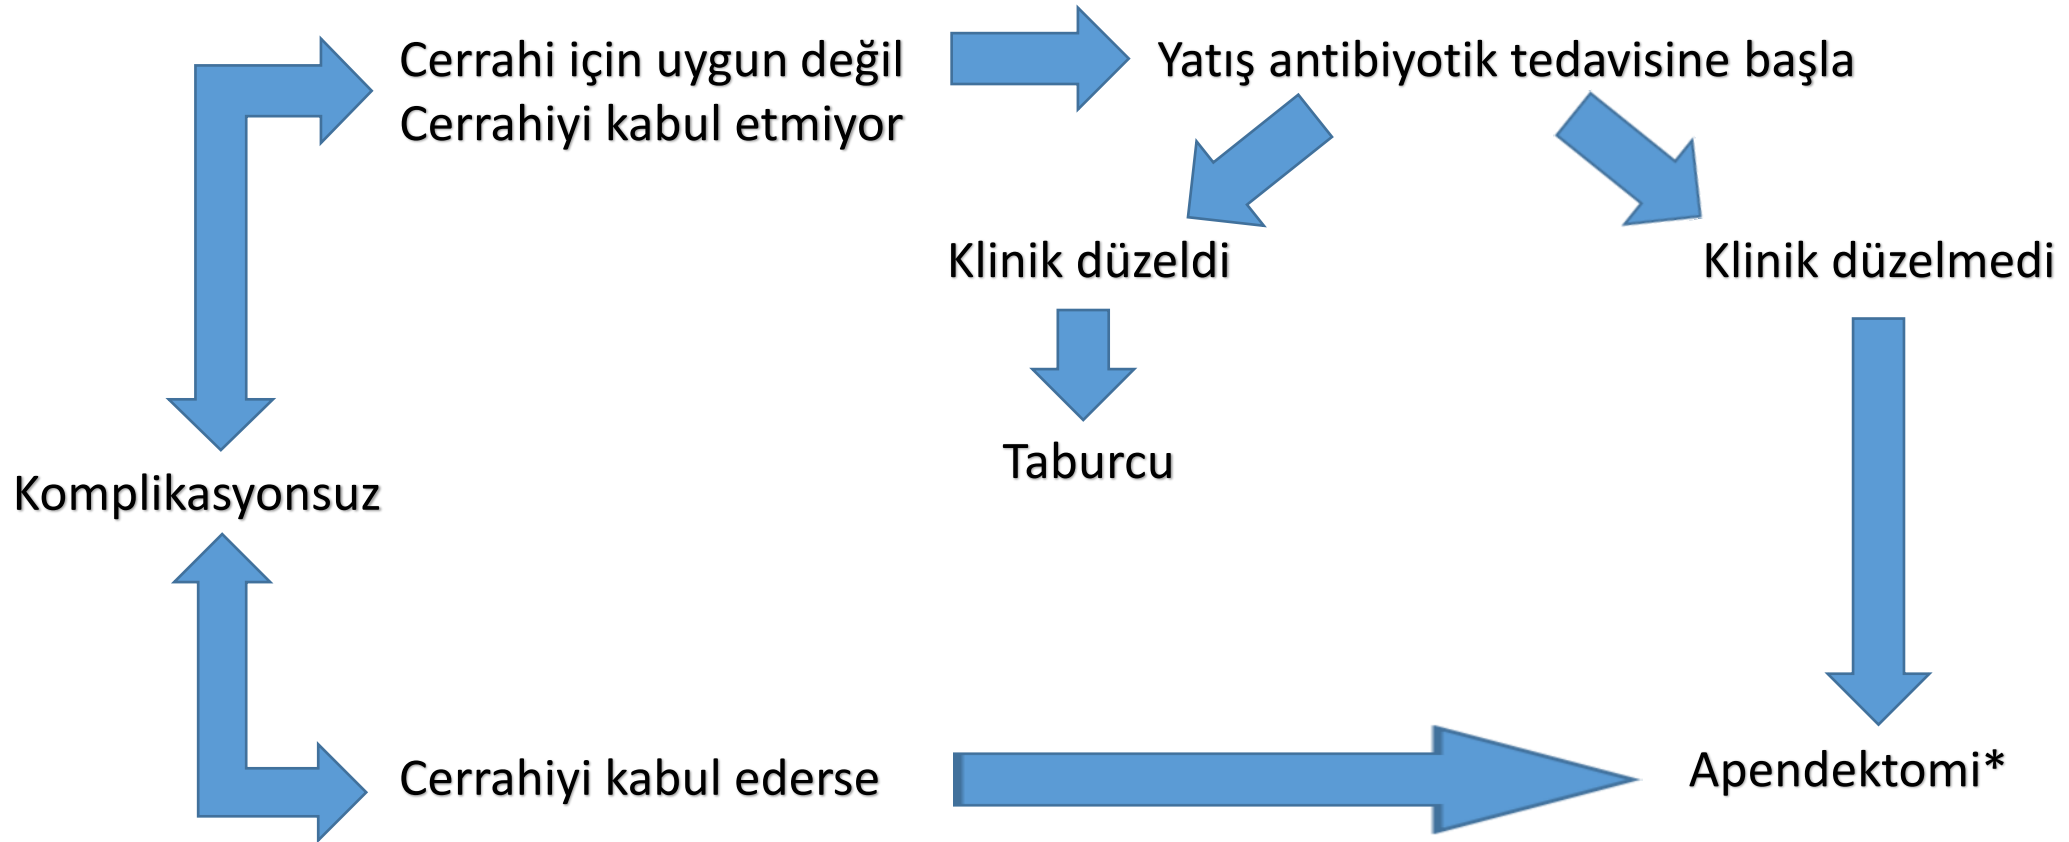 Cerrahi için uygun değil
Cerrahiyi kabul etmiyor
Yatış antibiyotik tedavisine başla
Klinik düzeldi
Klinik düzelmedi
Taburcu
Komplikasyonsuz
Cerrahiyi kabul ederse
Apendektomi*